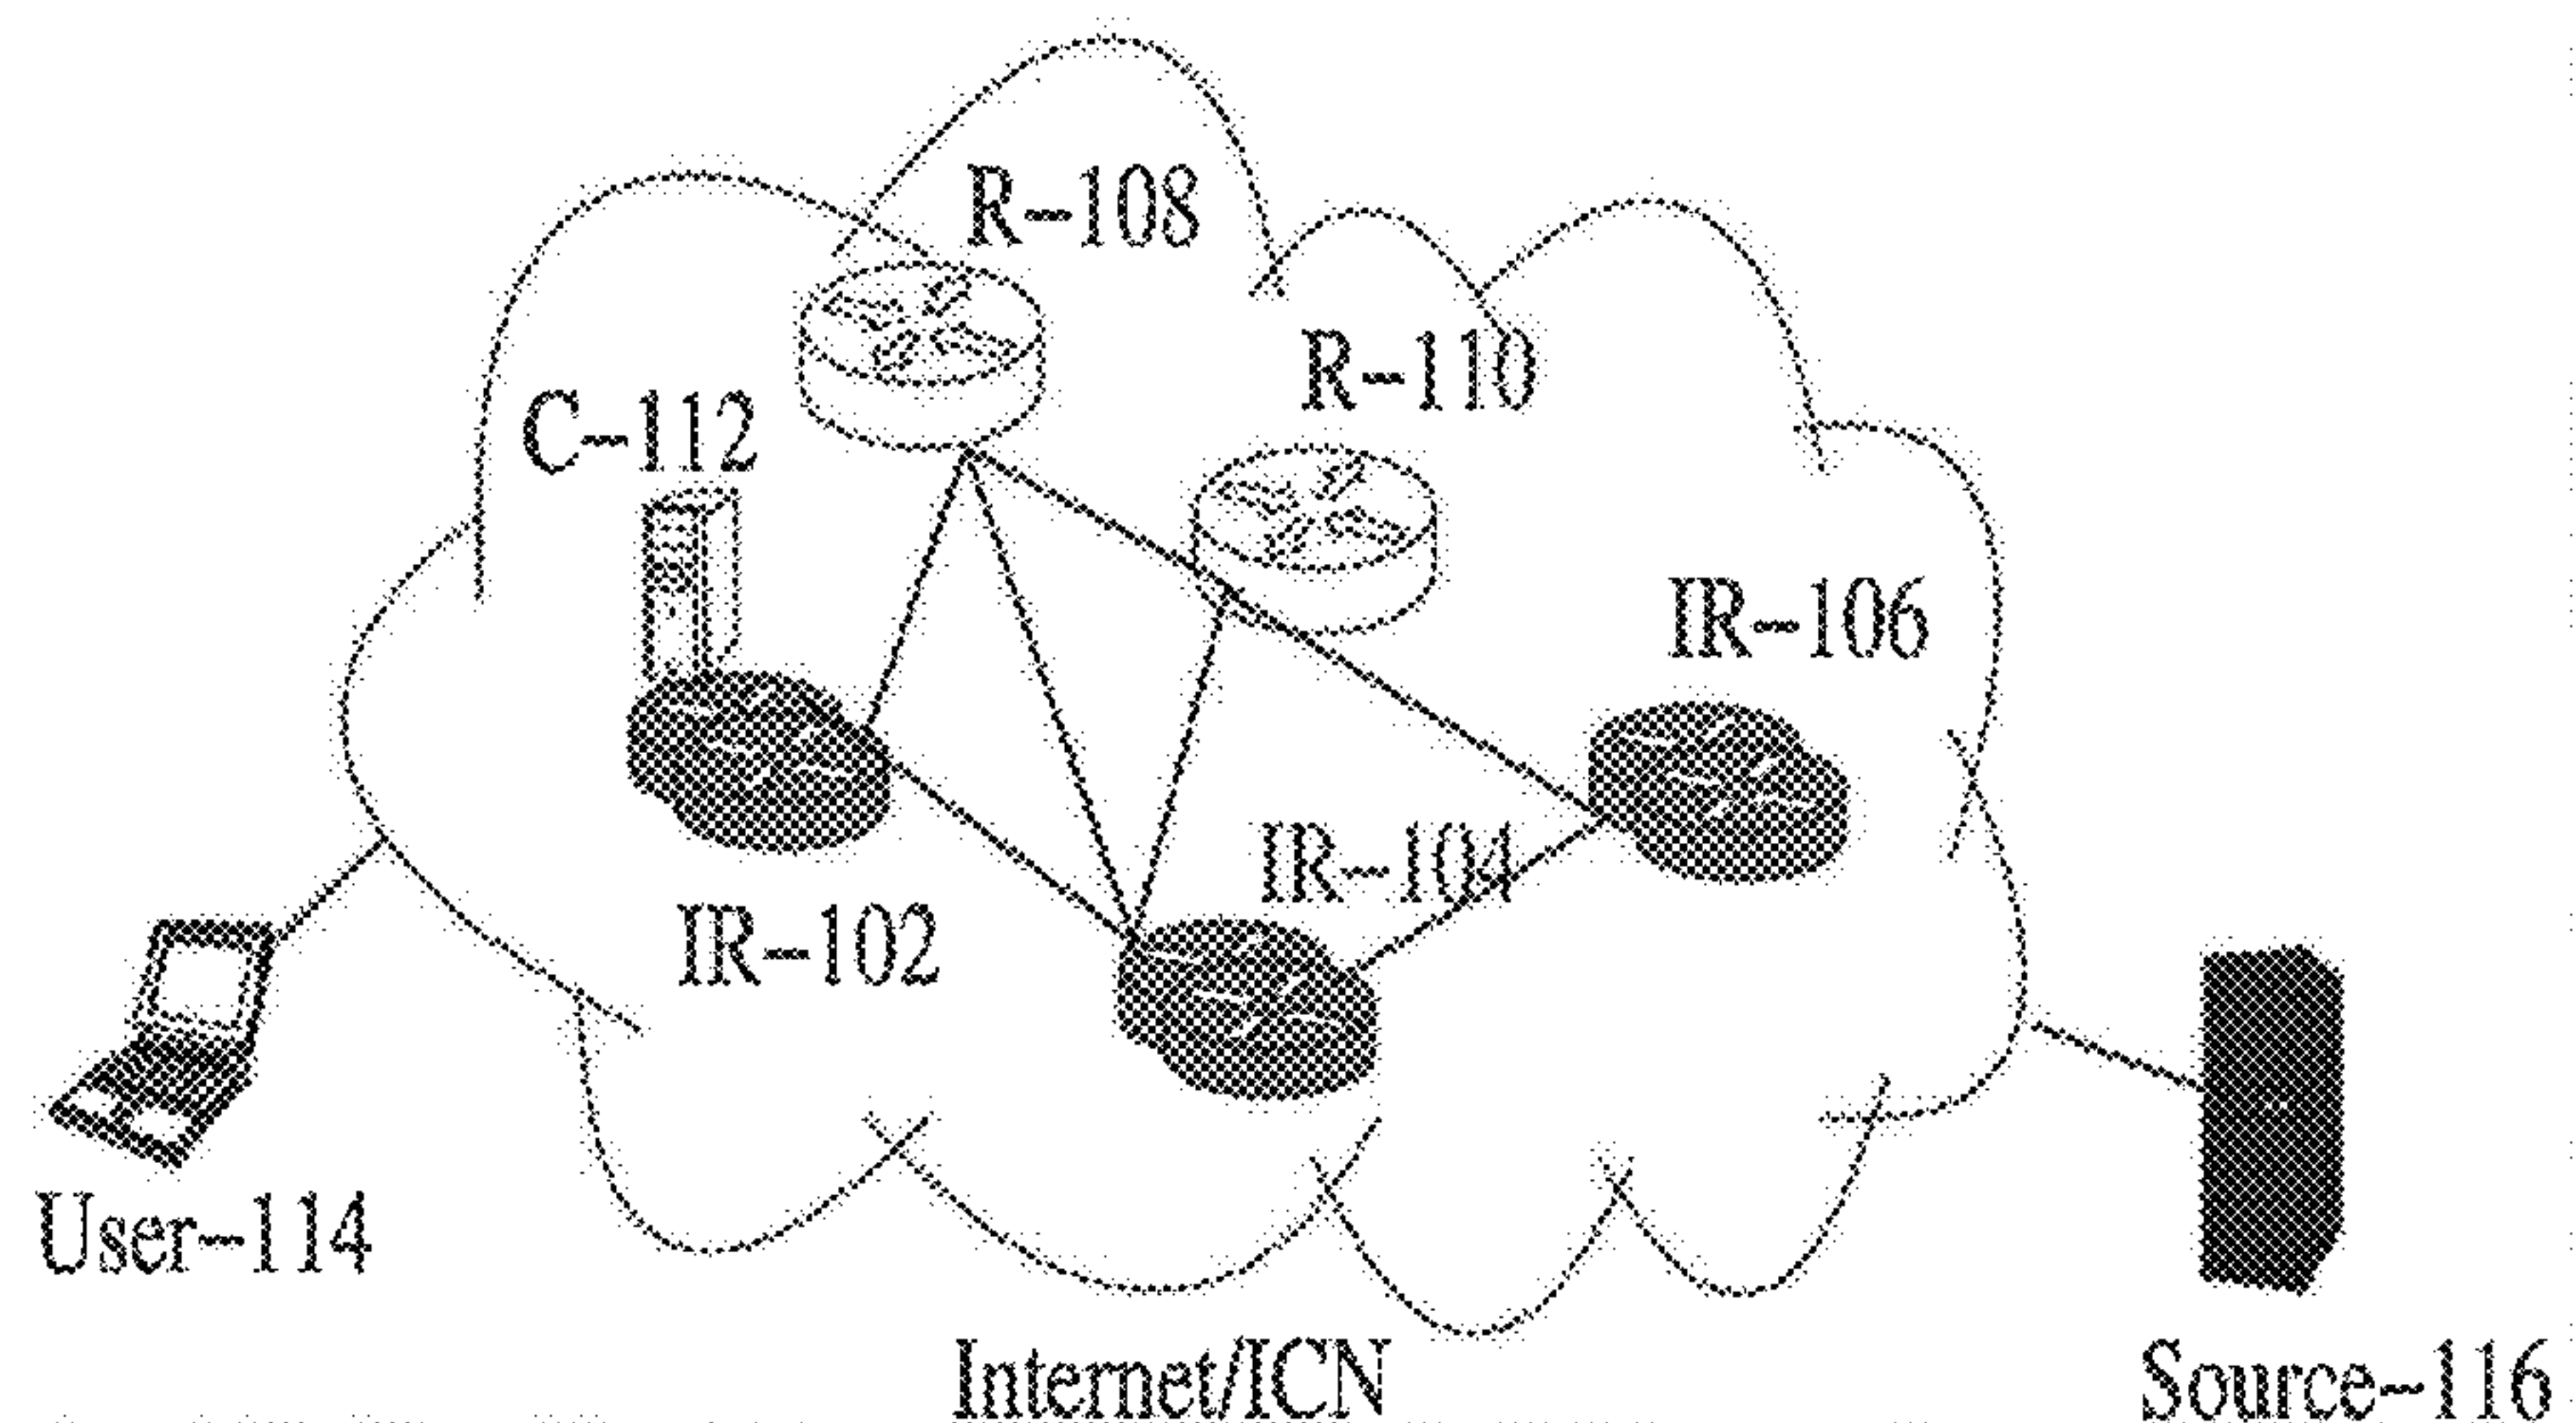 R-108
R-110
C-112
IR-106
IR-104
IR-102
User-114
Internet/ICN
Source-116